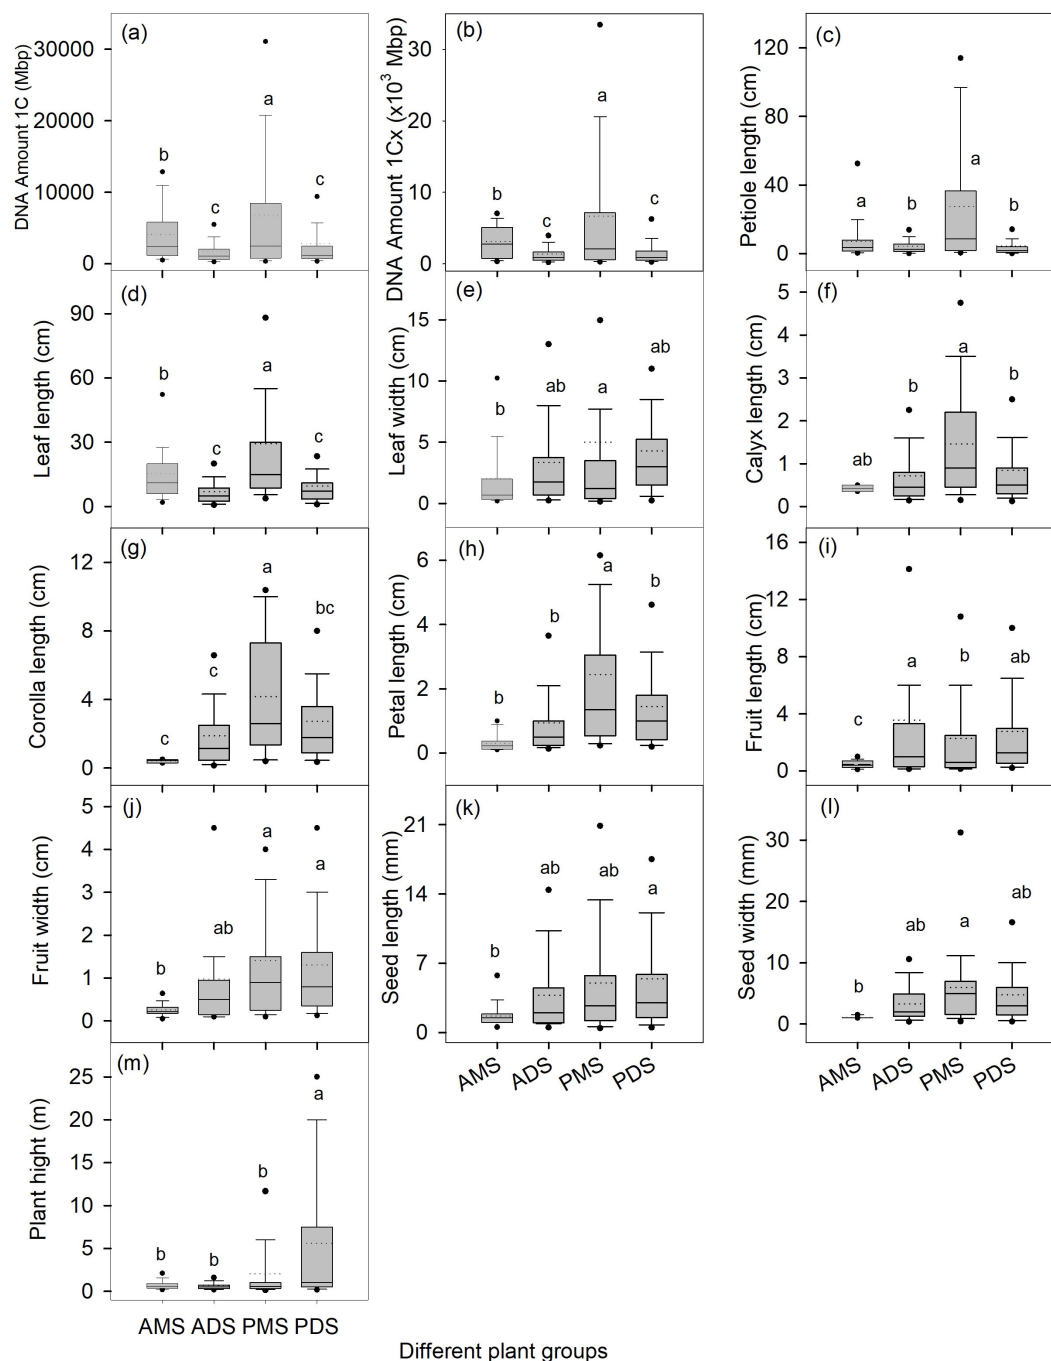 (a)
DNA Amount 1C (Mbp)
30000
20000
10000
0
b
c
a
c
(b)
DNA Amount 1Cx (x10³ Mbp)
30
20
10
0
b
c
a
c
(c)
Petiole length (cm)
120
80
40
0
a
b
a
b
(d)
Leaf length (cm)
90
60
30
0
b
c
a
c
(e)
Leaf width (cm)
15
10
5
0
b
ab
a
ab
(f)
Calyx length (cm)
5
4
3
2
1
0
ab
b
a
b
(g)
Corolla length (cm)
12
8
4
0
c
c
a
bc
(h)
Petal length (cm)
6
4
2
0
b
b
a
b
(i)
Fruit length (cm)
16
12
8
4
0
c
a
b
ab
(j)
Fruit width (cm)
5
4
3
2
1
0
b
ab
a
a
(k)
Seed length (mm)
21
14
7
0
b
ab
ab
a
AMS ADS PMS PDS
(l)
Seed width (mm)
30
20
10
0
b
ab
a
ab
AMS ADS PMS PDS
(m)
Plant hight (m)
25
20
15
10
5
0
b
b
b
a
AMS ADS PMS PDS
Different plant groups